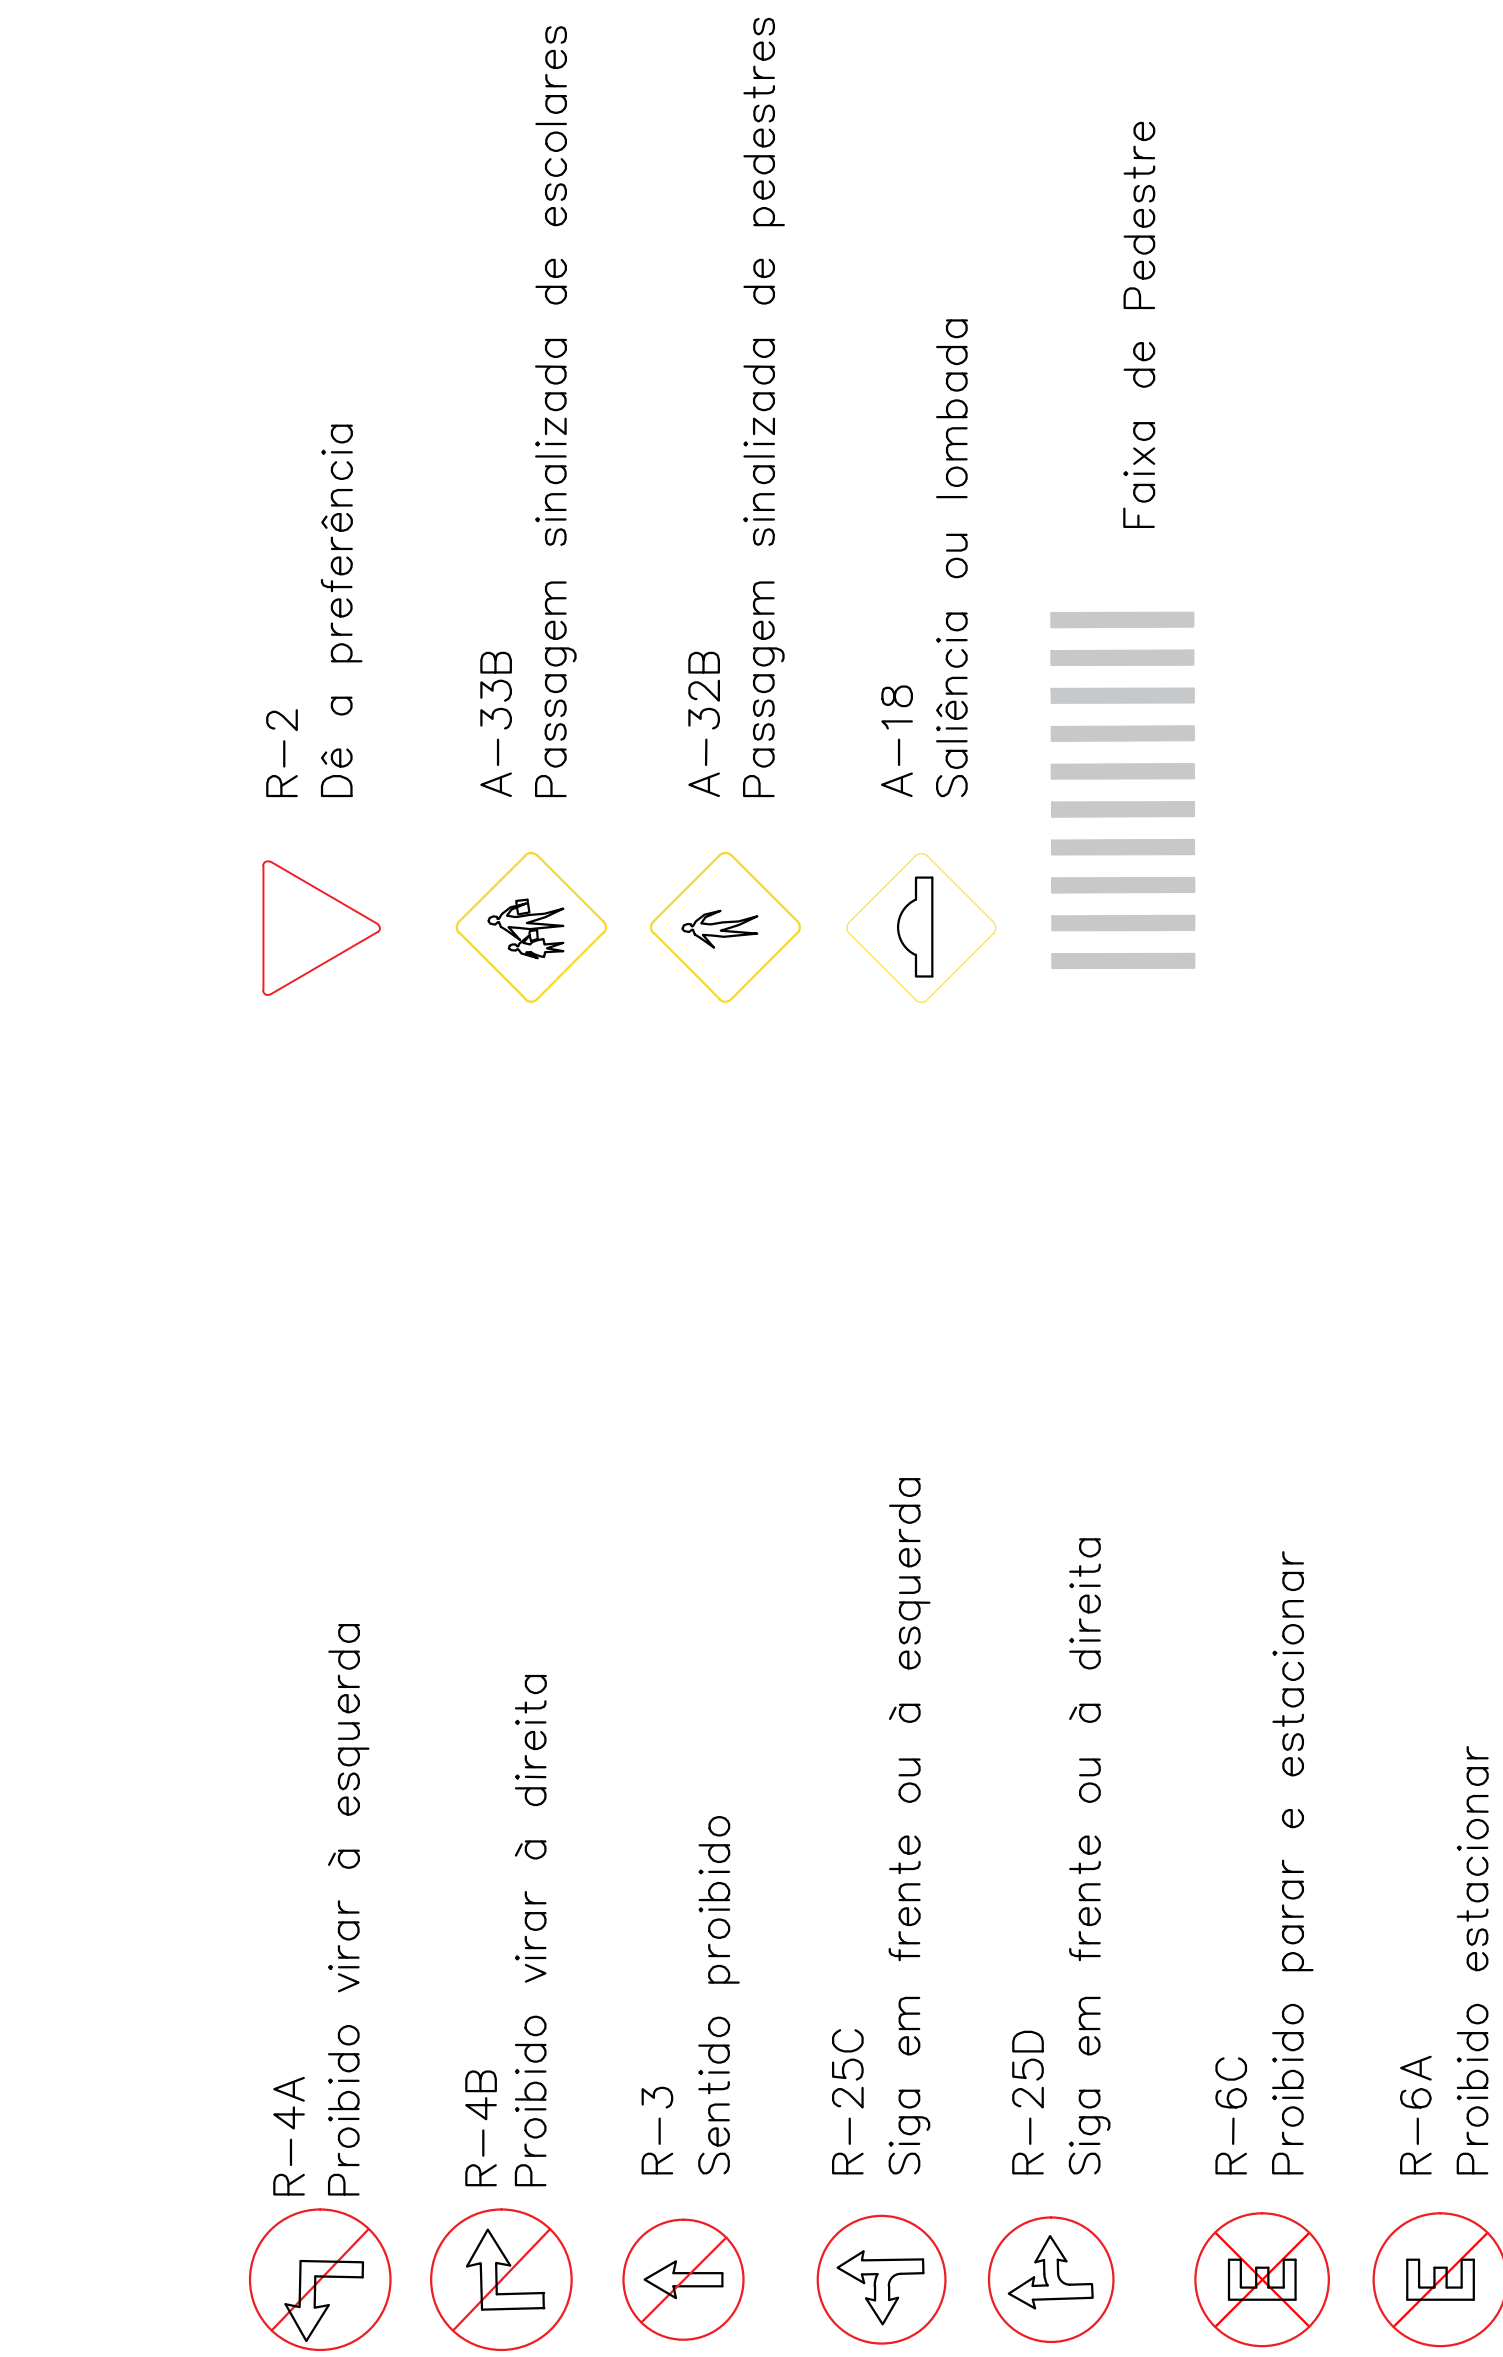 R-4A
Proibido virar à esquerda
R-4B
Proibido virar à direita
R-3
Sentido proibido
R-25C
Siga em frente ou à esquerda
R-25D
Siga em frente ou à direita
R-6C
Proibido parar e estacionar
R-6A
Proibido estacionar
R-2
Dê a preferência
A-33B
Passagem sinalizada de escolares
A-32B
Passagem sinalizada de pedestres
A-18
Saliência ou lombada
Faixa de Pedestre
E
E